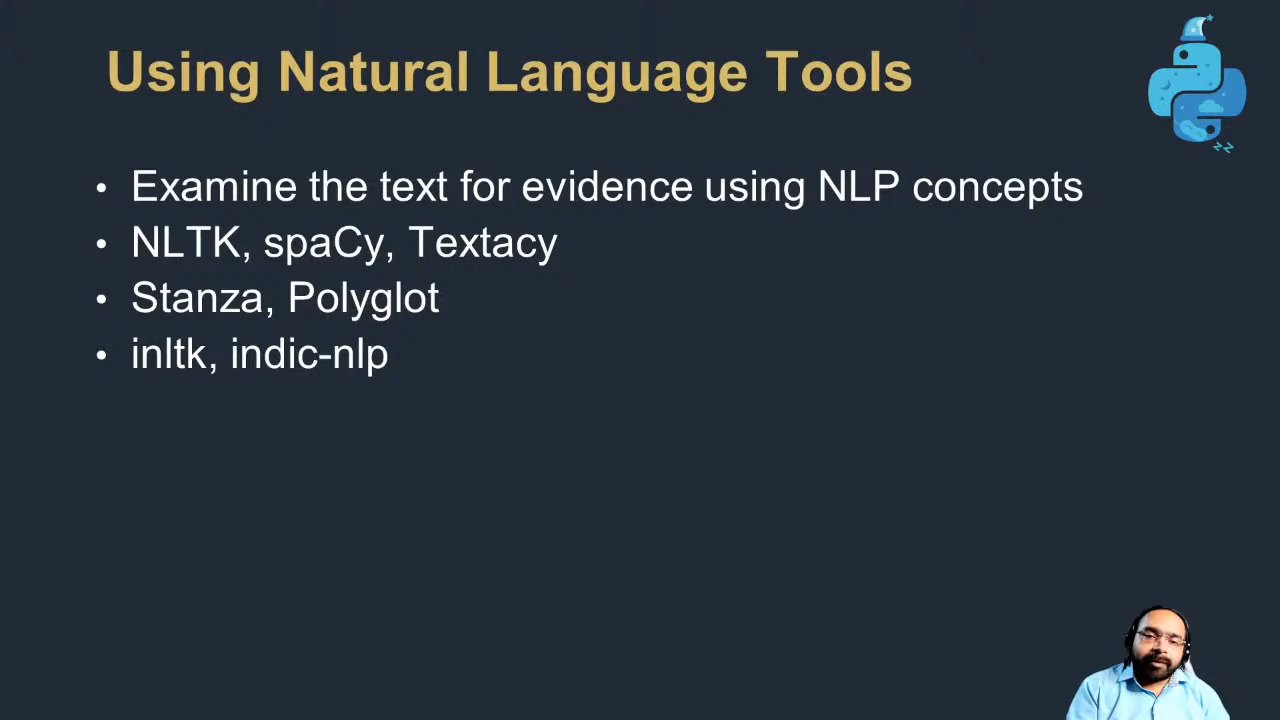 Using Natural Language Tools
• Examine the text for evidence using NLP concepts
• NLTK, spaCy, Textacy
• Stanza, Polyglot
• inltk, indic-nlp
zz